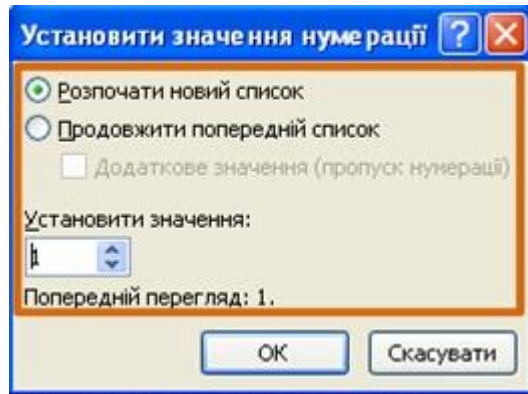 Установити значення нумерації
Розпочати новий список
Продовжити попередній список
Додаткове значення (пропуск нумерації)
Установити значення:
1
Попередній перегляд: 1.
ОК Скасувати